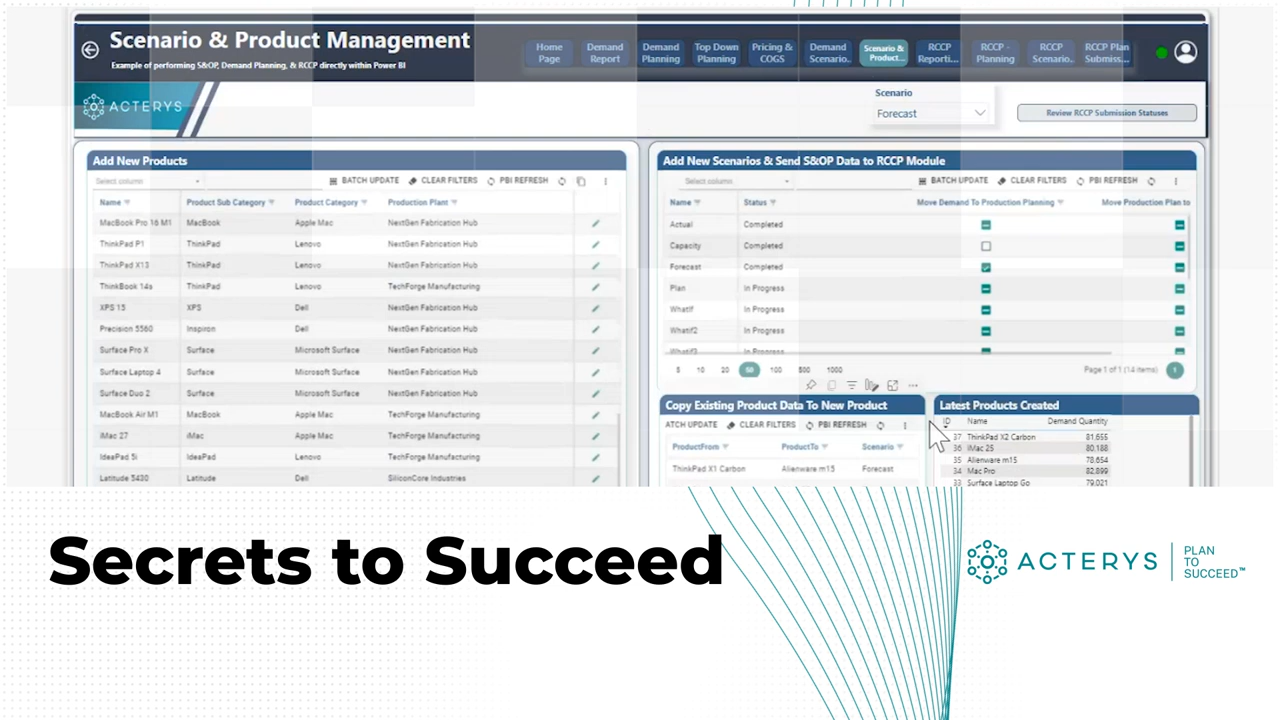 Scenario & Product Management
Example of performing S&OP, Demand Planning, & RCCP directly within Power BI
Home Page
Demand Report
Demand Planning
Top Down Planning
Pricing & COGS
Demand Scenario..
Scenario & Product...
RCCP Reporti...
RCCP - Planning
RCCP Scenario..
RCCP Plan Submiss...
ACTERYS
Scenario
Forecast
Review RCCP Submission Statuses
Add New Products
Select column
BATCH UPDATE CLEAR FILTERS PBI REFRESH
Name Product Sub Category Product Category Production Plant
MacBook Pro 16 M1 MacBook Apple Mac NextGen Fabrication Hub
ThinkPad P1 ThinkPad Lenovo NextGen Fabrication Hub
ThinkPad X13 ThinkPad Lenovo NextGen Fabrication Hub
ThinkBook 14s ThinkPad Lenovo TechForge Manufacturing
XPS 15 XPS Dell NextGen Fabrication Hub
Precision 5560 Inspiron Dell NextGen Fabrication Hub
Surface Pro X Surface Microsoft Surface NextGen Fabrication Hub
Surface Laptop 4 Surface Microsoft Surface NextGen Fabrication Hub
Surface Duo 2 Surface Microsoft Surface NextGen Fabrication Hub
MacBook Air M1 MacBook Apple Mac TechForge Manufacturing
iMac 27 iMac Apple Mac TechForge Manufacturing
IdeaPad 5i IdeaPad Lenovo TechForge Manufacturing
Latitude 5430 Latitude Dell SiliconCore Industries
Add New Scenarios & Send S&OP Data to RCCP Module
Select column
BATCH UPDATE CLEAR FILTERS PBI REFRESH
Name Status Move Demand To Production Planning Move Production Plan to
Actual Completed
Capacity Completed
Forecast Completed
Plan In Progress
WhatIf In Progress
WhatIf2 In Progress
WhatIf3 In Progress
5 10 20 50 100 500 1000
Page 1 of 1 (14 items) 1
Copy Existing Product Data To New Product
ATCH UPDATE CLEAR FILTERS PBI REFRESH
ProductFrom ProductTo Scenario
ThinkPad X1 Carbon Alienware m15 Forecast
Latest Products Created
ID Name Demand Quantity
37 ThinkPad X2 Carbon 81,655
36 iMac 25 80,188
35 Alienware m15 78,654
34 Mac Pro 82,899
33 Surface Laptop Go 79,021
Secrets to Succeed
ACTERYS
PLAN
TO
SUCCEED™